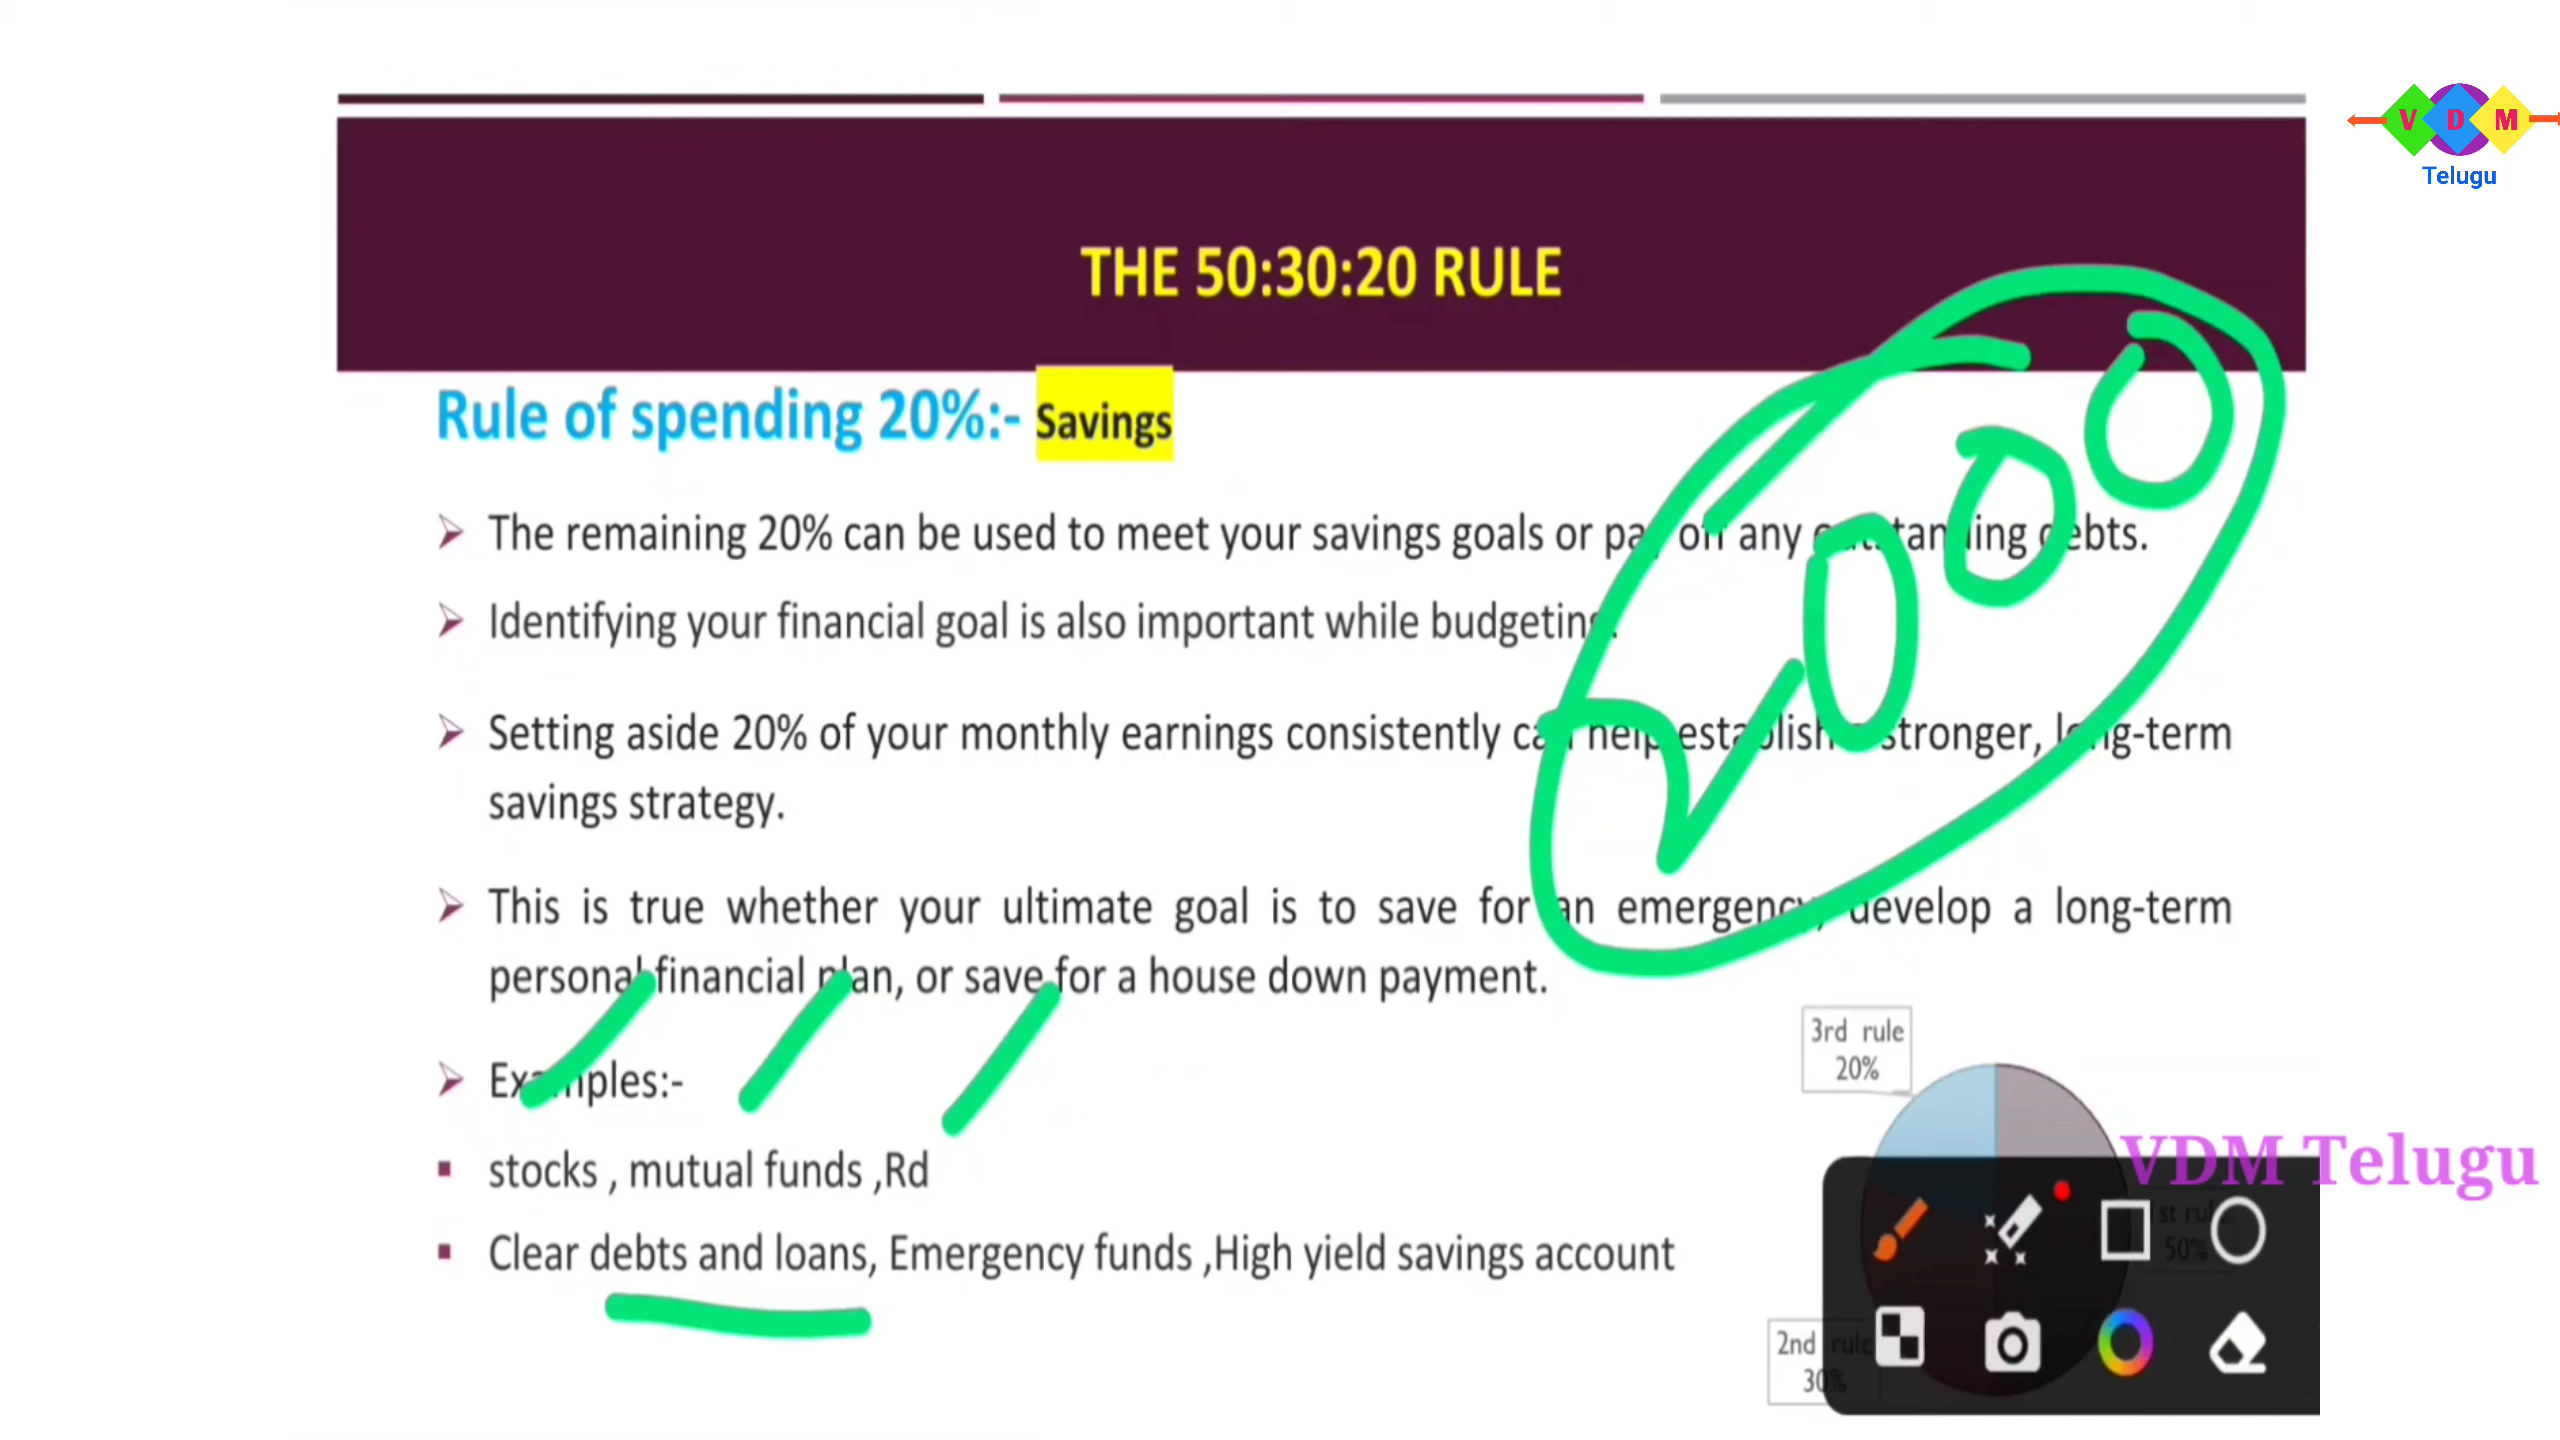 V D M
Telugu
THE 50:30:20 RULE
Rule of spending 20%:- Savings
The remaining 20% can be used to meet your savings goals or pay off any outstanding debts.
Identifying your financial goal is also important while budgeting.
Setting aside 20% of your monthly earnings consistently can help establish a stronger, long-term
savings strategy.
This is true whether your ultimate goal is to save for an emergency, develop a long-term
personal financial plan, or save for a house down payment.
Examples:-
stocks , mutual funds ,Rd
Clear debts and loans, Emergency funds ,High yield savings account
3rd rule
20%
VDM Telugu
st rule
50%
2nd rule
30%